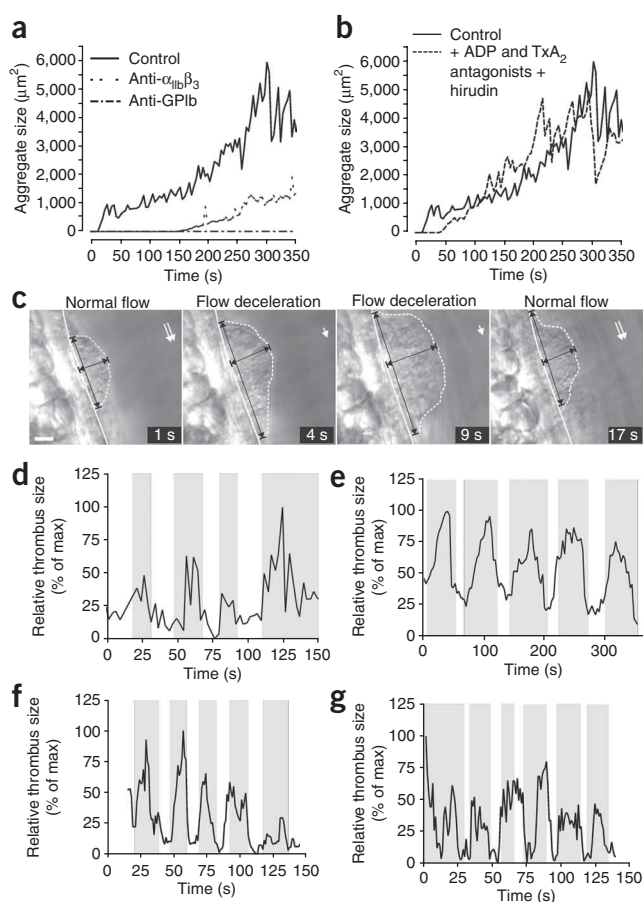 a
6,000
5,000
4,000
3,000
2,000
1,000
0
Aggregate size (μm²)
Control
Anti-αIIbβ3
Anti-GPIb
0 50 100 150 200 250 300 350
Time (s)
b
6,000
5,000
4,000
3,000
2,000
1,000
0
Aggregate size (μm²)
Control
+ ADP and TxA2
antagonists +
hirudin
0 50 100 150 200 250 300 350
Time (s)
c
Normal flow
Flow deceleration
Flow deceleration
Normal flow
1 s
4 s
9 s
17 s
d
125
100
75
50
25
0
Relative thrombus size
(% of max)
0 25 50 75 100 125 150
Time (s)
e
125
100
75
50
25
0
Relative thrombus size
(% of max)
0 100 200 300
Time (s)
f
125
100
75
50
25
0
Relative thrombus size
(% of max)
0 25 50 75 100 125 150
Time (s)
g
125
100
75
50
25
0
Relative thrombus size
(% of max)
0 25 50 75 100 125 150
Time (s)